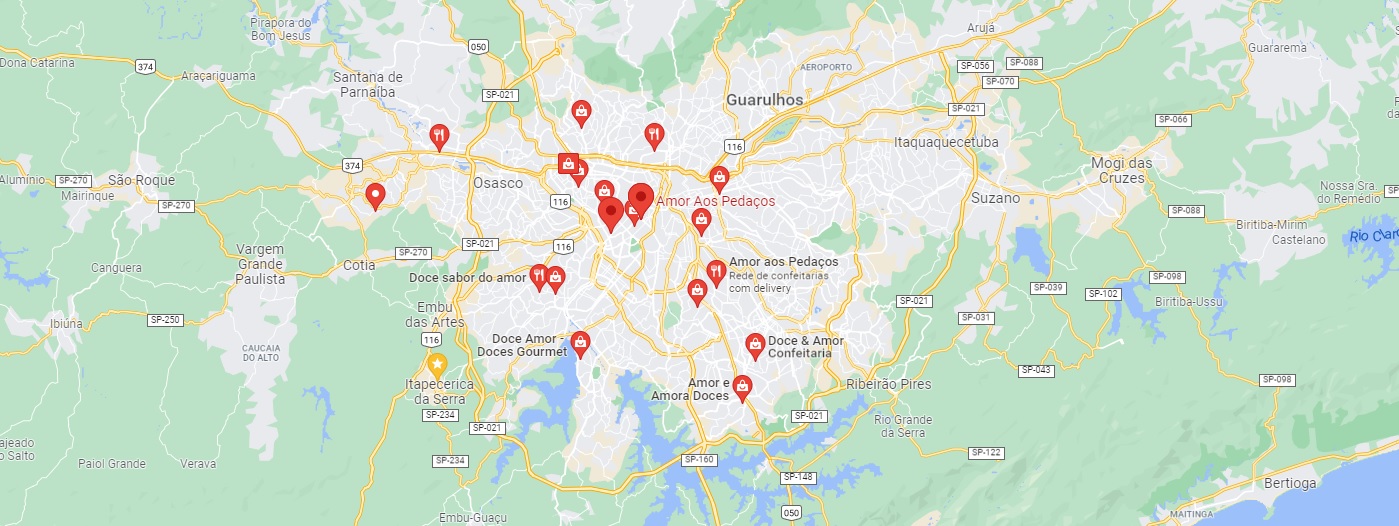 Pirapora do
Bom Jesus
Arujá
050
Guararema
Dona Catarina
374
SP-056
SP-088
AEROPORTO
Araçariguama
Santana de
Parnaíba
SP-070
SP-021
Guarulhos
SP-021
SP-066
116
Itaquaquecetuba
374
Mogi das
Cruzes
Alumínio
SP-270
São Roque
Osasco
Mairinque
SP-270
116
Amor Aos Pedaços
Suzano
Nossa Sra
do Remédio
SP-088
Biritiba-Mirim
Castelano
SP-021
116
SP-270
Vargem
Grande
Paulista
Cotia
Canguera
Doce sabor do amor
Amor aos Pedaços
Rede de confeitarias
com delivery
SP-098
SP-039
SP-102
SP-021
Biritiba-Ussu
Embu
das Artes
Ibiúna
SP-250
SP-031
116
CAUCAIA
DO ALTO
Doce Amor -
Doces Gourmet
Doce & Amor
Confeitaria
SP-043
Itapecerica
da Serra
Amor e
Amora Doces
Ribeirão Pires
SP-098
SP-234
SP-021
SP-021
Rio Grande
da Serra
Paiol Grande
Verava
SP-234
SP-160
SP-122
SP-148
Bertioga
050
Embu-Guaçu
MAITINGA